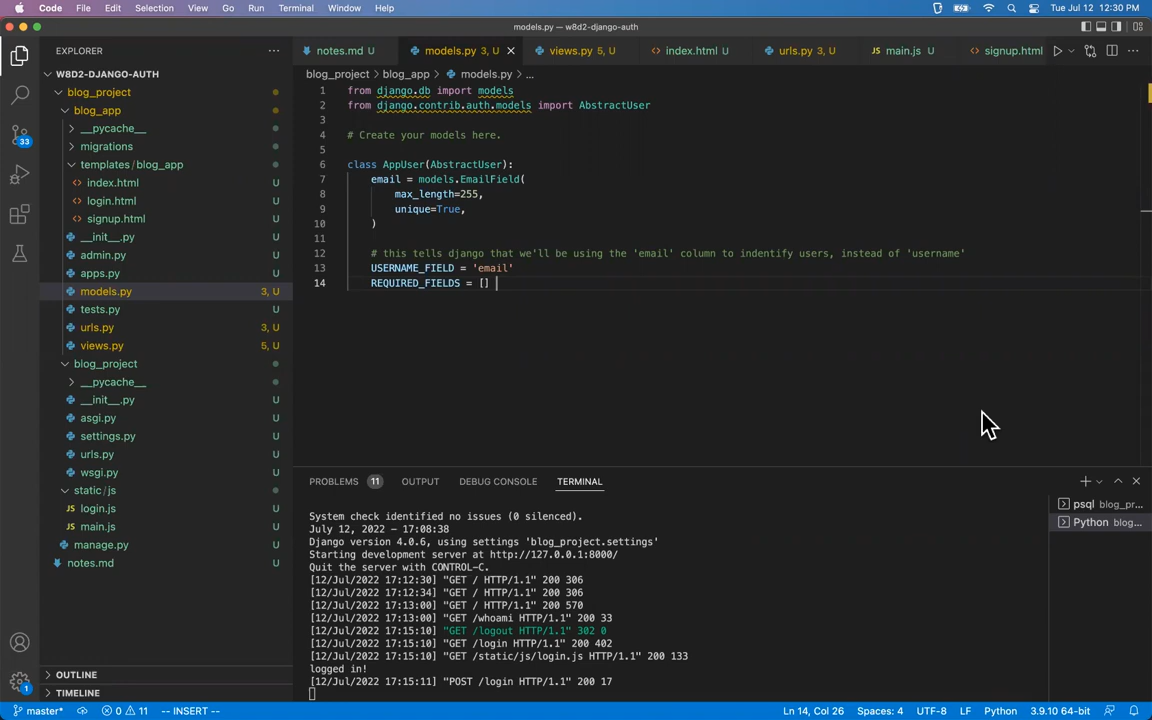 Code File Edit Selection View Go Run Terminal Window Help Tue Jul 12 12:30 PM
models.py — w8d2-django-auth
EXPLORER
notes.md U models.py 3, U views.py 5, U index.html U urls.py 3, U main.js U signup.html
W8D2-DJANGO-AUTH
blog_project
blog_app
__pycache__
migrations
templates / blog_app
index.html U
login.html U
signup.html U
__init__.py U
admin.py U
apps.py U
models.py 3, U
tests.py U
urls.py 3, U
views.py 5, U
blog_project
__pycache__
__init__.py U
asgi.py U
settings.py U
urls.py U
wsgi.py U
static / js
login.js U
main.js U
manage.py U
notes.md U
OUTLINE
TIMELINE
33
1
blog_project > blog_app > models.py > ...
1 from django.db import models
2 from django.contrib.auth.models import AbstractUser
3
4 # Create your models here.
5
6 class AppUser(AbstractUser):
7 email = models.EmailField(
8 max_length=255,
9 unique=True,
10 )
11
12 # this tells django that we'll be using the 'email' column to indentify users, instead of 'username'
13 USERNAME_FIELD = 'email'
14 REQUIRED_FIELDS = []
PROBLEMS 11 OUTPUT DEBUG CONSOLE TERMINAL
psql blog_pr...
Python blog...
System check identified no issues (0 silenced).
July 12, 2022 - 17:08:38
Django version 4.0.6, using settings 'blog_project.settings'
Starting development server at http://127.0.0.1:8000/
Quit the server with CONTROL-C.
[12/Jul/2022 17:12:30] "GET / HTTP/1.1" 200 306
[12/Jul/2022 17:12:34] "GET / HTTP/1.1" 200 306
[12/Jul/2022 17:13:00] "GET / HTTP/1.1" 200 570
[12/Jul/2022 17:13:00] "GET /whoami HTTP/1.1" 200 33
[12/Jul/2022 17:15:10] "GET /logout HTTP/1.1" 302 0
[12/Jul/2022 17:15:10] "GET /login HTTP/1.1" 200 402
[12/Jul/2022 17:15:10] "GET /static/js/login.js HTTP/1.1" 200 133
logged in!
[12/Jul/2022 17:15:11] "POST /login HTTP/1.1" 200 17
master* 0 11 -- INSERT -- Ln 14, Col 26 Spaces: 4 UTF-8 LF Python 3.9.10 64-bit